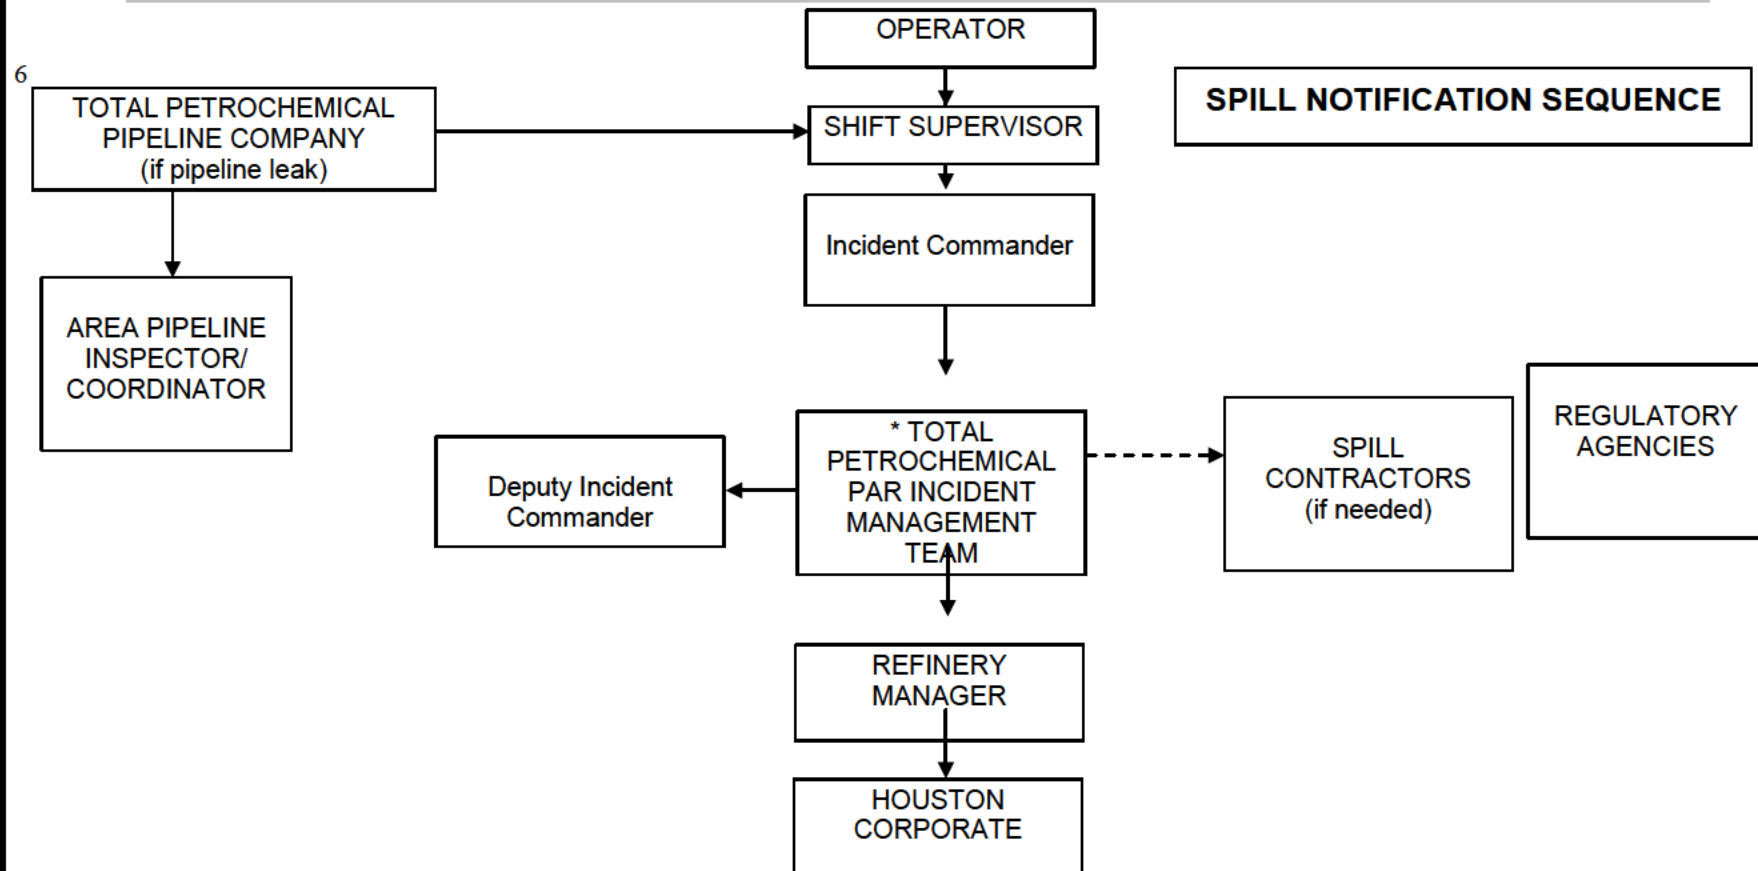 OPERATOR
6
TOTAL PETROCHEMICAL
PIPELINE COMPANY
(if pipeline leak)
SHIFT SUPERVISOR
SPILL NOTIFICATION SEQUENCE
Incident Commander
AREA PIPELINE
INSPECTOR/
COORDINATOR
* TOTAL
PETROCHEMICAL
PAR INCIDENT
MANAGEMENT
TEAM
Deputy Incident
Commander
SPILL
CONTRACTORS
(if needed)
REGULATORY
AGENCIES
REFINERY
MANAGER
HOUSTON
CORPORATE